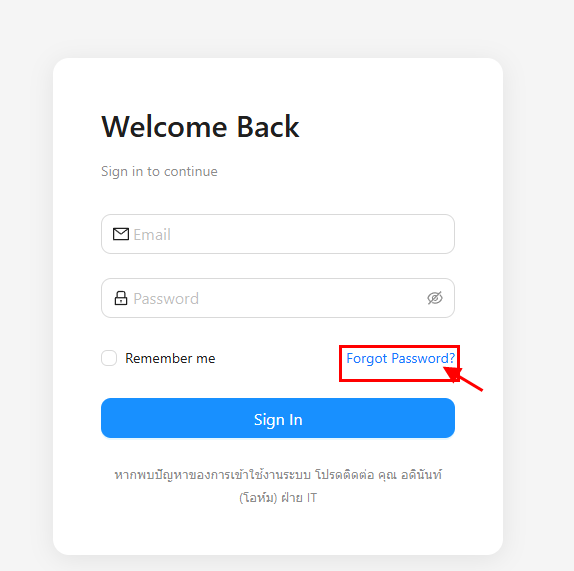 Welcome Back
Sign in to continue
Email
Password
Remember me
Forgot Password?
Sign In
หากพบปัญหาของการเข้าใช้งานระบบ โปรดติดต่อ คุณ อดินันท์
(โอห์ม) ฝ่าย IT